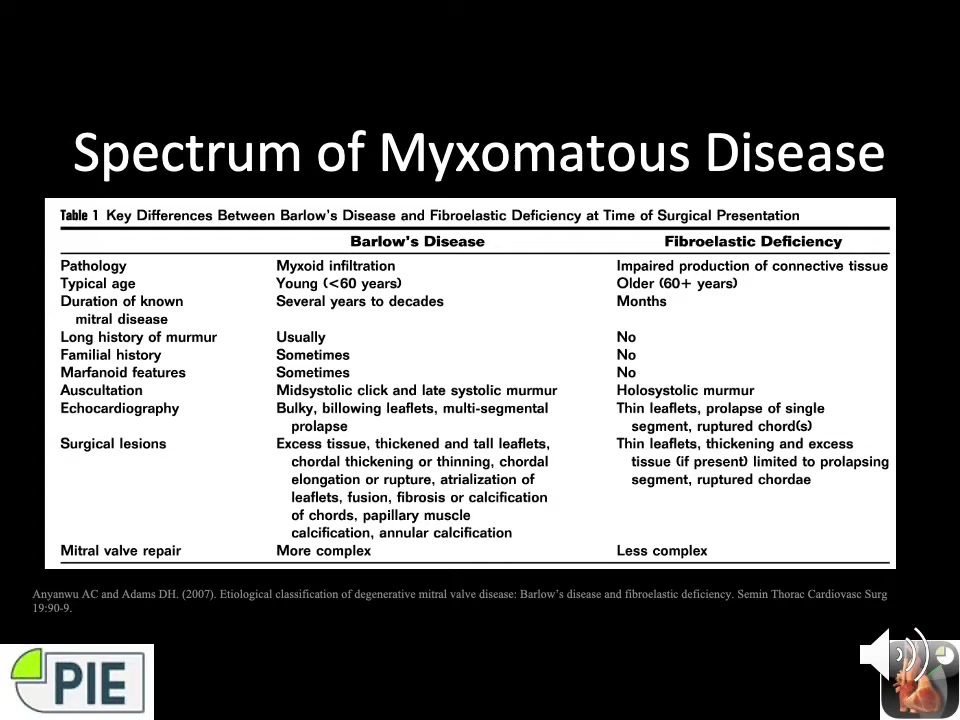 Spectrum of Myxomatous Disease
Table 1 Key Differences Between Barlow's Disease and Fibroelastic Deficiency at Time of Surgical Presentation
Barlow's Disease Fibroelastic Deficiency
Pathology Myxoid infiltration Impaired production of connective tissue
Typical age Young (<60 years) Older (60+ years)
Duration of known Several years to decades Months
mitral disease
Long history of murmur Usually No
Familial history Sometimes No
Marfanoid features Sometimes No
Auscultation Midsystolic click and late systolic murmur Holosystolic murmur
Echocardiography Bulky, billowing leaflets, multi-segmental Thin leaflets, prolapse of single
prolapse segment, ruptured chord(s)
Surgical lesions Excess tissue, thickened and tall leaflets, Thin leaflets, thickening and excess
chordal thickening or thinning, chordal tissue (if present) limited to prolapsing
elongation or rupture, atrialization of segment, ruptured chordae
leaflets, fusion, fibrosis or calcification
of chords, papillary muscle
calcification, annular calcification
Mitral valve repair More complex Less complex
Anyanwu AC and Adams DH. (2007). Etiological classification of degenerative mitral valve disease: Barlow's disease and fibroelastic deficiency. Semin Thorac Cardiovasc Surg
19:90-9.
PIE